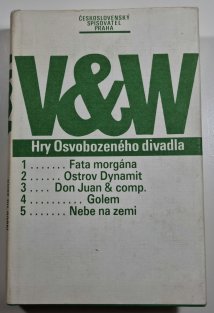 ČESKOSLOVENSKÝ
SPISOVATEL
PRAHA
V&W
Hry Osvobozeného divadla
1 ....... Fata morgána
2 ...... Ostrov Dynamit
3 .... Don Juan & comp.
4 .......... Golem
5 ....... Nebe na zemi